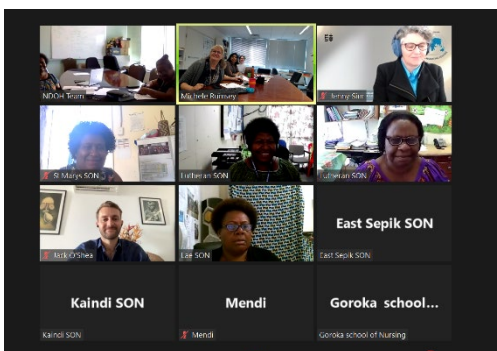 NDOH Team
Michele Rumsey
Jenny Sim
St Marys SON
Lutheran SON
Lutheran SON
Jack O'Shea
Lae SON
East Sepik SON
East Sepik SON
Kaindi SON
Mendi
Goroka school...
Kaindi SON
Mendi
Goroka school of Nursing